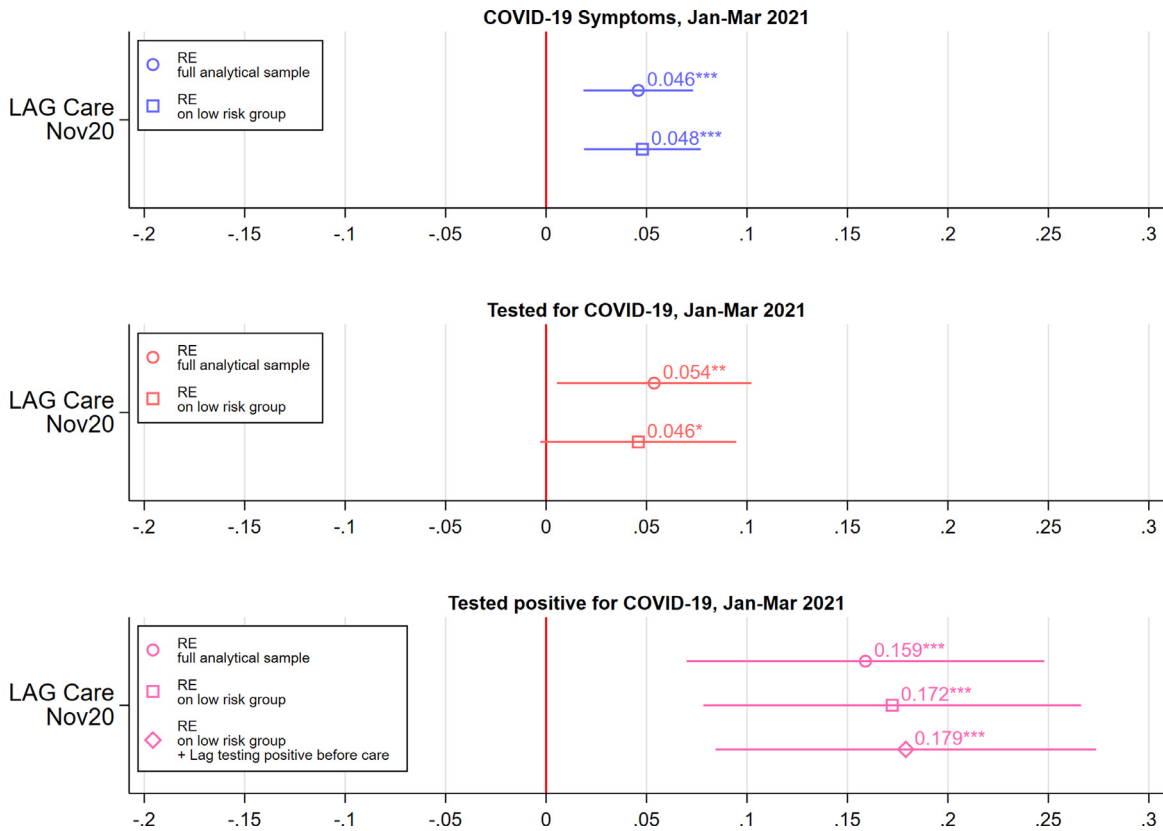 COVID-19 Symptoms, Jan-Mar 2021
RE
full analytical sample
RE
on low risk group
LAG Care
Nov20
0.046***
0.048***
-.2 -.15 -.1 -.05 0 .05 .1 .15 .2 .25 .3
Tested for COVID-19, Jan-Mar 2021
RE
full analytical sample
RE
on low risk group
LAG Care
Nov20
0.054**
0.046*
-.2 -.15 -.1 -.05 0 .05 .1 .15 .2 .25 .3
Tested positive for COVID-19, Jan-Mar 2021
RE
full analytical sample
RE
on low risk group
RE
on low risk group
+ Lag testing positive before care
LAG Care
Nov20
0.159***
0.172***
0.179***
-.2 -.15 -.1 -.05 0 .05 .1 .15 .2 .25 .3